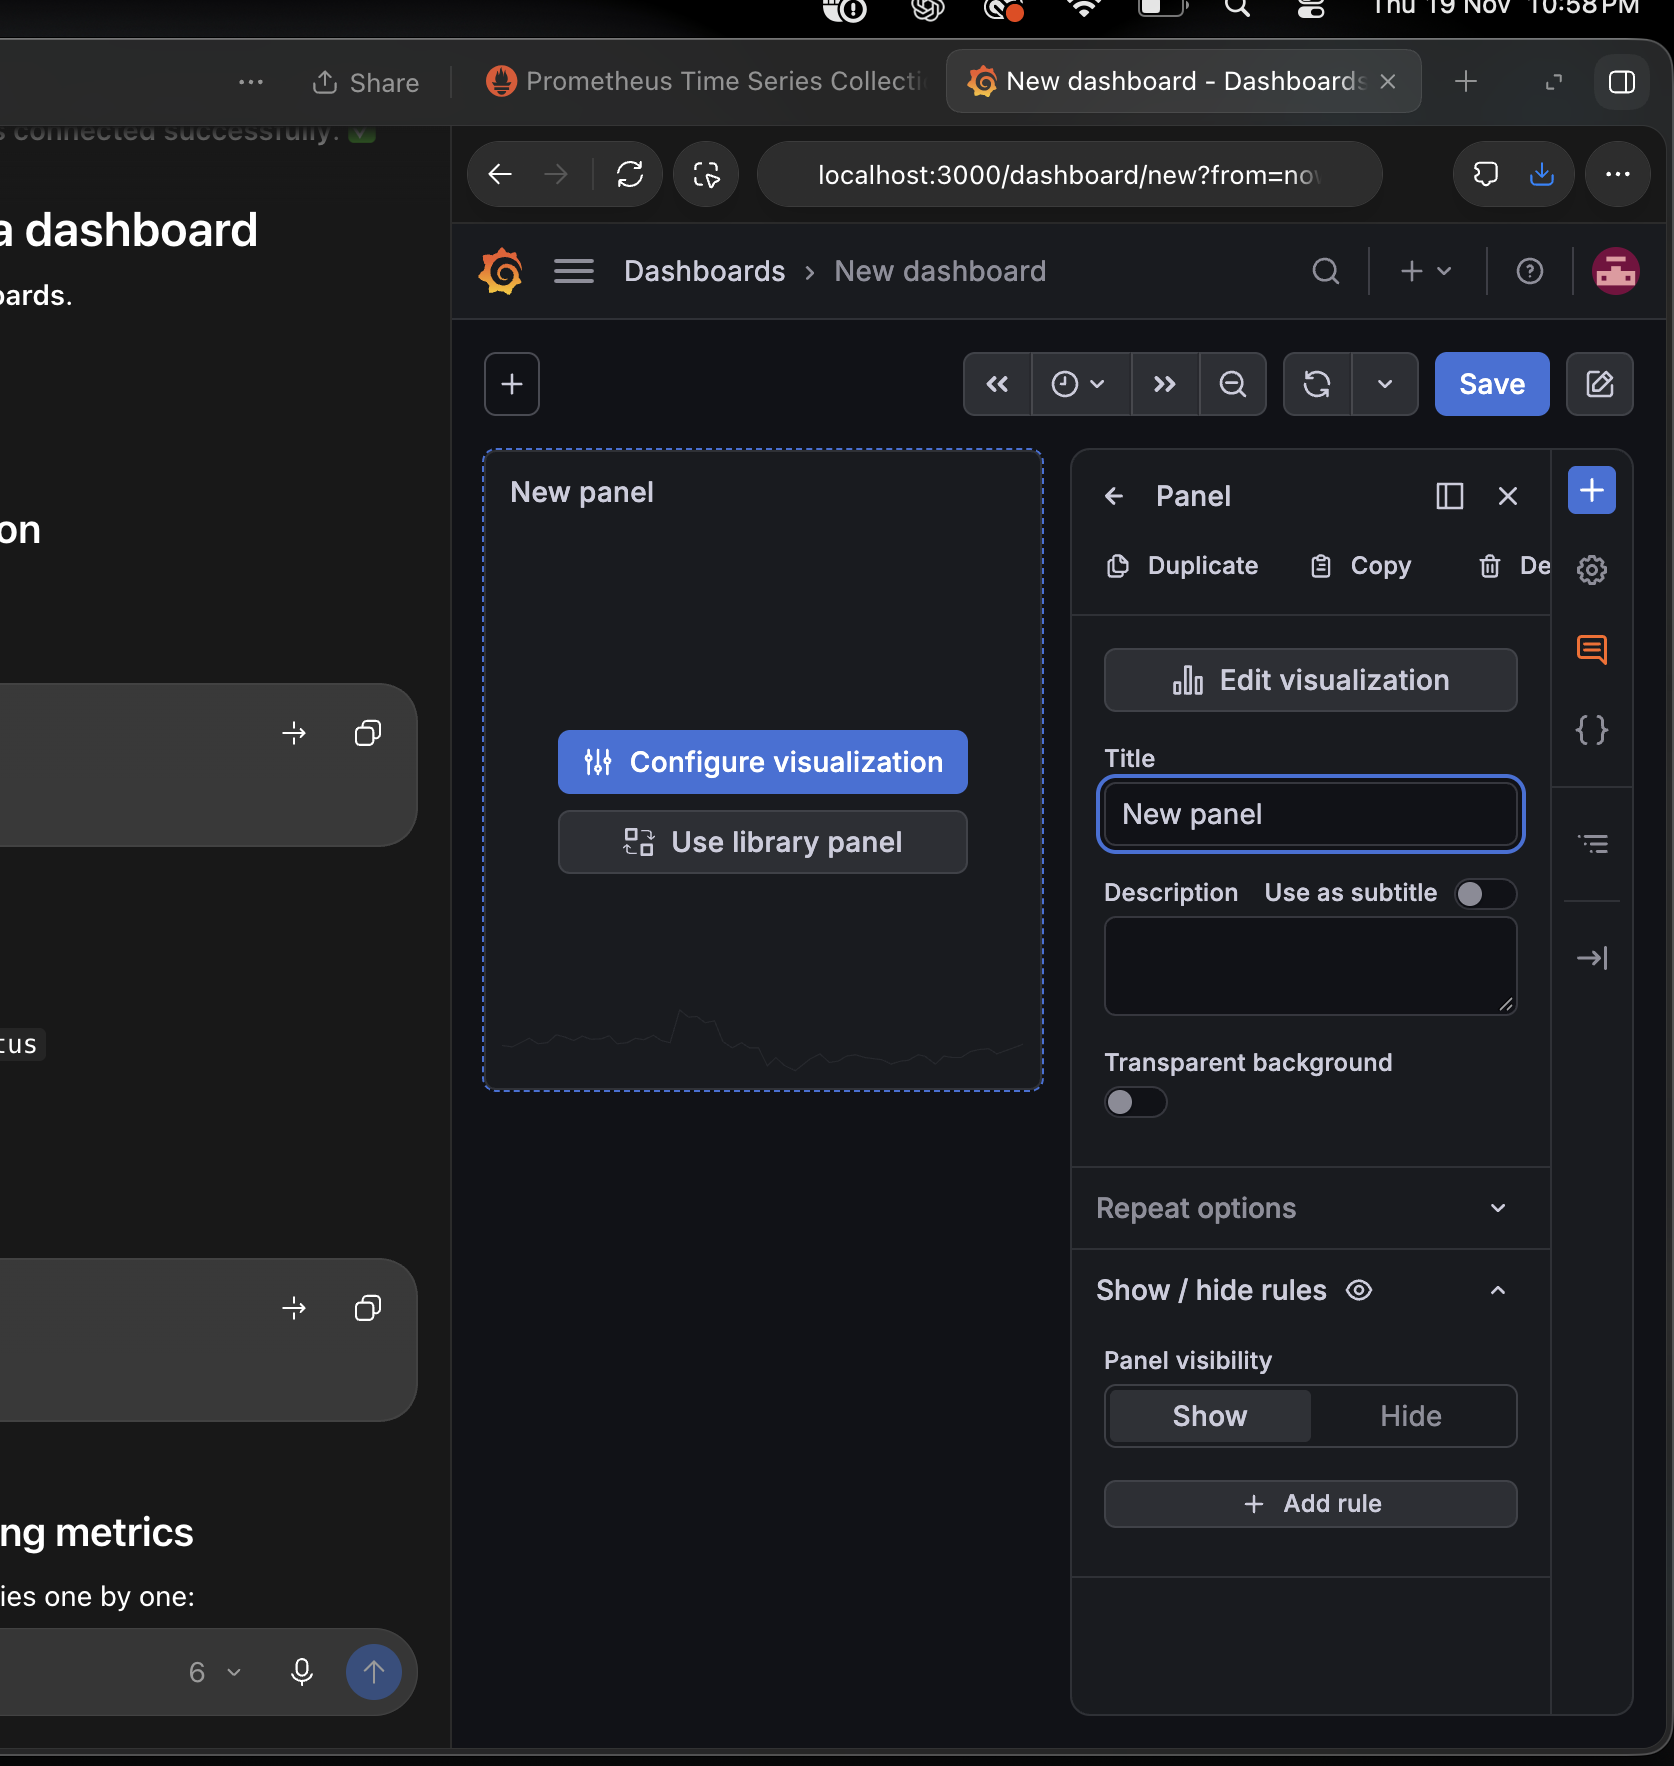 Thu 19 Nov 10:58 PM
Share
Prometheus Time Series Collecti
New dashboard - Dashboards
connected successfully.
localhost:3000/dashboard/new?from=no
a dashboard
Dashboards › New dashboard
oards.
Save
New panel
Panel
on
Duplicate
Copy
De
Edit visualization
Title
Configure visualization
New panel
Use library panel
Description
Use as subtitle
tus
Transparent background
Repeat options
Show / hide rules
Panel visibility
Show
Hide
Add rule
ng metrics
ies one by one:
6